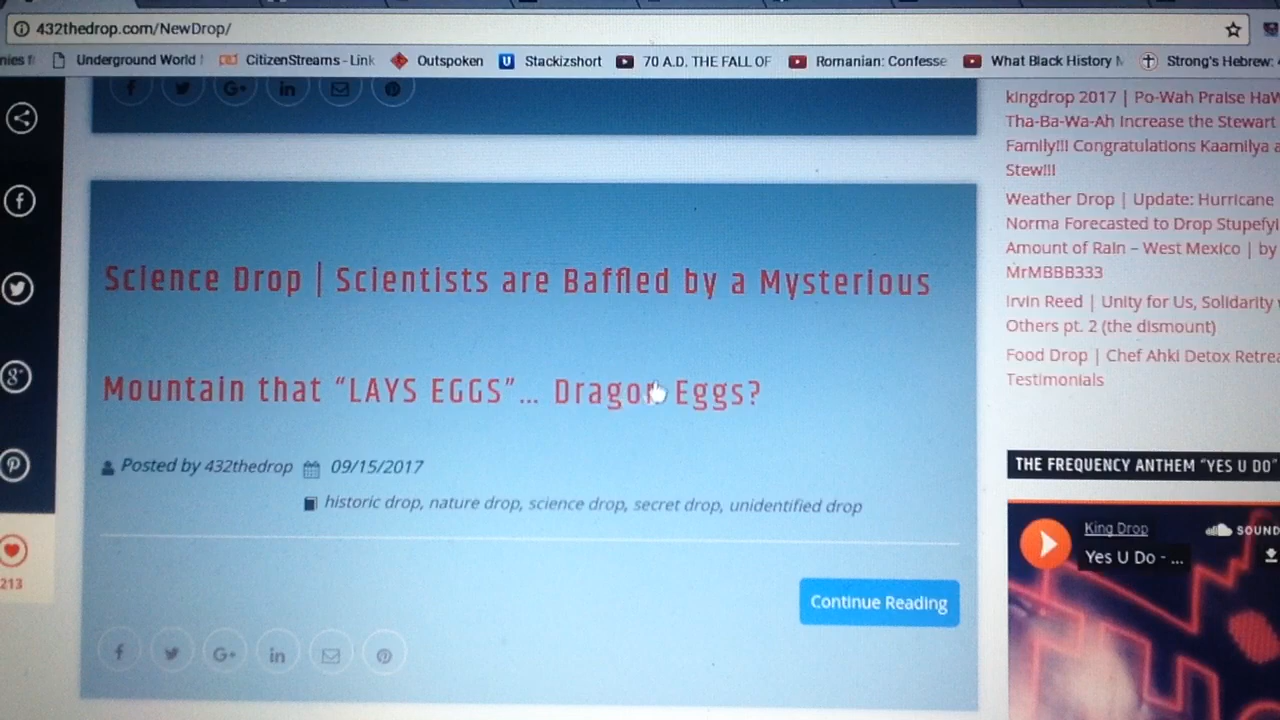 432thedrop.com/NewDrop/
Underground World
CitizenStreams - Link
Outspoken
Stackizshort
70 A.D. THE FALL OF
Romanian: Confesse
What Black History
Strong's Hebrew:
kingdrop 2017 | Po-Wah Praise HaW
Tha-Ba-Wa-Ah Increase the Stewart
Family!!! Congratulations Kaamilya a
Stew!!!
Weather Drop | Update: Hurricane
Norma Forecasted to Drop Stupefyi
Amount of Rain – West Mexico | by
MrMBBB333
Irvin Reed | Unity for Us, Solidarity
Others pt. 2 (the dismount)
Food Drop | Chef Ahki Detox Retrea
Testimonials
Science Drop | Scientists are Baffled by a Mysterious
Mountain that “LAYS EGGS”… Dragon Eggs?
Posted by 432thedrop 09/15/2017
historic drop, nature drop, science drop, secret drop, unidentified drop
Continue Reading
213
THE FREQUENCY ANTHEM “YES U DO”
King Drop
SOUND
Yes U Do - ...